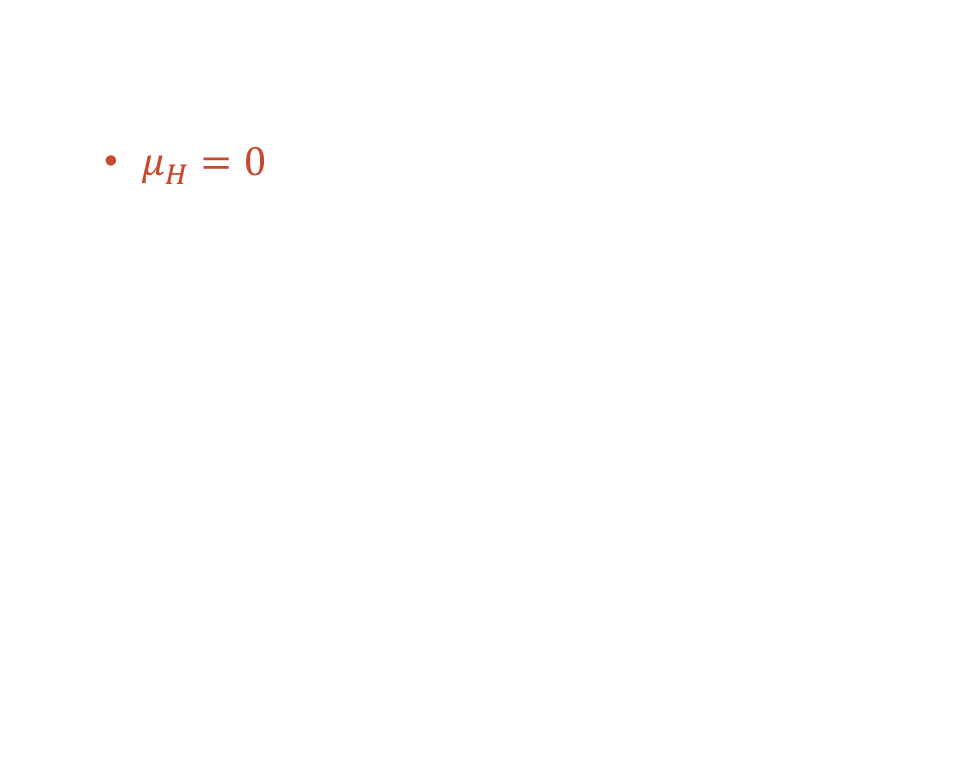 • μ_H = 0